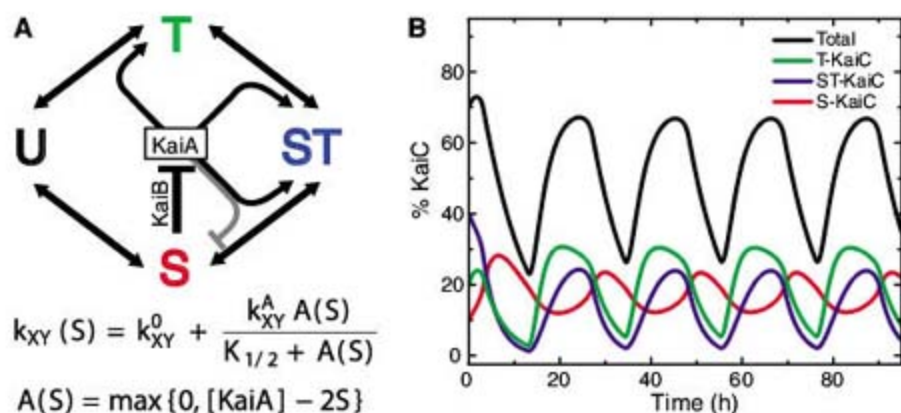 A
T
U
KaiA
ST
KaiB
S
k_XY (S) = k^0_XY + k^A_XY A(S) / K_1/2 + A(S)
A(S) = max{0, [KaiA] − 2S}
B
Total
T-KaiC
ST-KaiC
S-KaiC
% KaiC
80
60
40
20
0
0 20 40 60 80
Time (h)